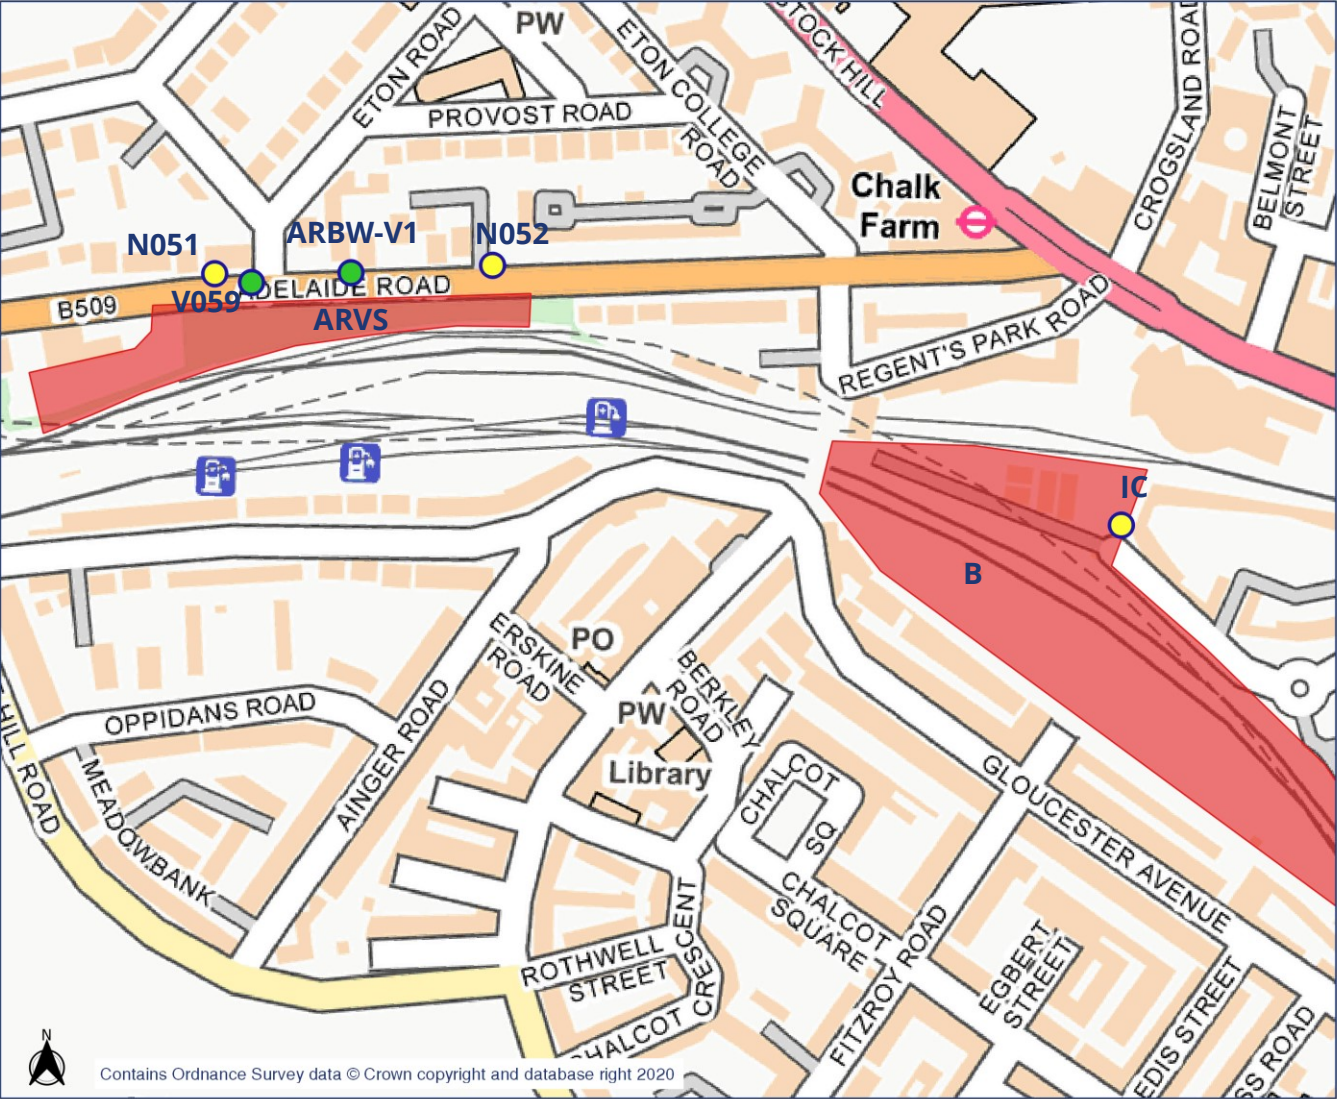 PW
ETON ROAD
PROVOST ROAD
ETON COLLEGE
ROAD
STOCK HILL
CROGSLAND ROAD
BELMONT
STREET
Chalk
Farm
N051
ARBW-V1
N052
V059
DELAIDE ROAD
B509
ARVS
REGENT'S PARK ROAD
IC
B
ERSKINE
ROAD
PO
BERKLEY
ROAD
PW
Library
OPPIDANS ROAD
AINGER ROAD
HILL ROAD
MEADOWBANK
CHALCOT
SQ
CHALCOT
SQUARE
GLOUCESTER AVENUE
ROTHWELL
STREET
CRESCENT
CHALCOT
FITZROY ROAD
EGBERT
STREET
EDIS STREET
SS ROAD
N
Contains Ordnance Survey data © Crown copyright and database right 2020